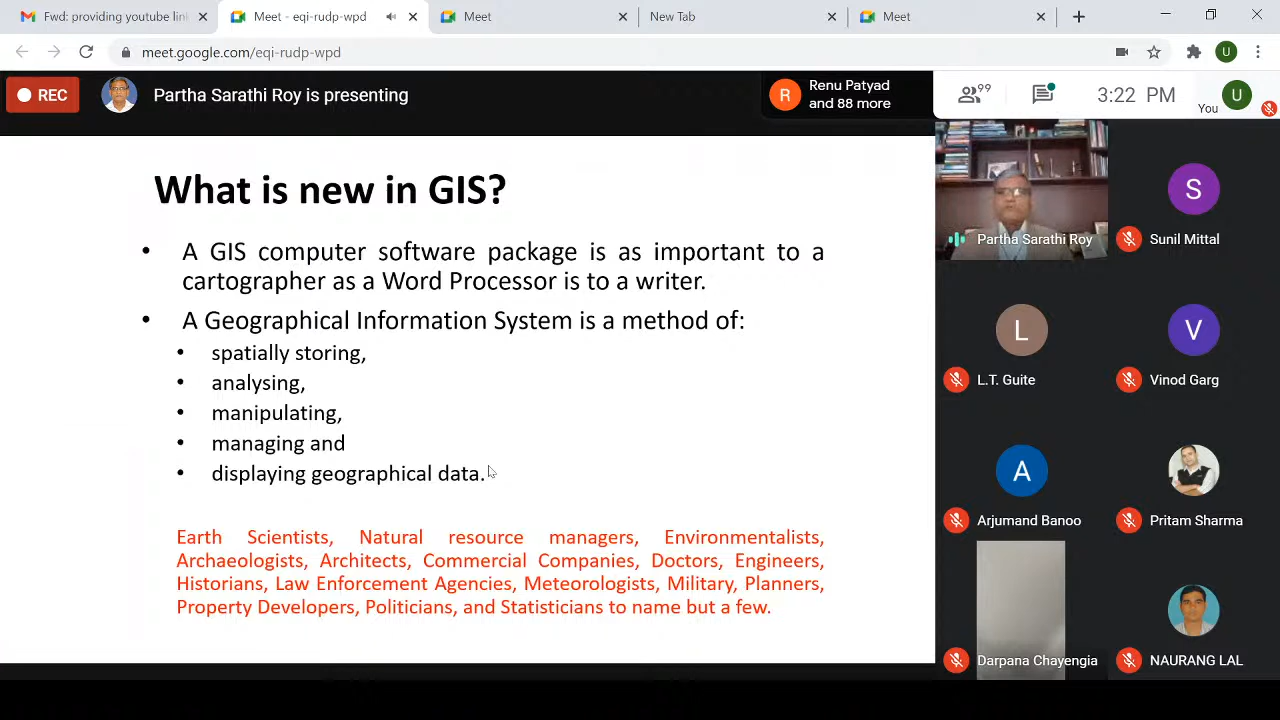 Fwd: providing youtube lin
Meet - eqi-rudp-wpd
Meet
New Tab
Meet
meet.google.com/eqi-rudp-wpd
U
REC
Partha Sarathi Roy is presenting
R
Renu Patyad
and 88 more
99
3:22 PM
You
U
What is new in GIS?
• A GIS computer software package is as important to a
cartographer as a Word Processor is to a writer.
• A Geographical Information System is a method of:
• spatially storing,
• analysing,
• manipulating,
• managing and
• displaying geographical data.
Earth Scientists, Natural resource managers, Environmentalists,
Archaeologists, Architects, Commercial Companies, Doctors, Engineers,
Historians, Law Enforcement Agencies, Meteorologists, Military, Planners,
Property Developers, Politicians, and Statisticians to name but a few.
Partha Sarathi Roy
S
Sunil Mittal
L
L.T. Guite
V
Vinod Garg
A
Arjumand Banoo
Pritam Sharma
Darpana Chayengia
NAURANG LAL